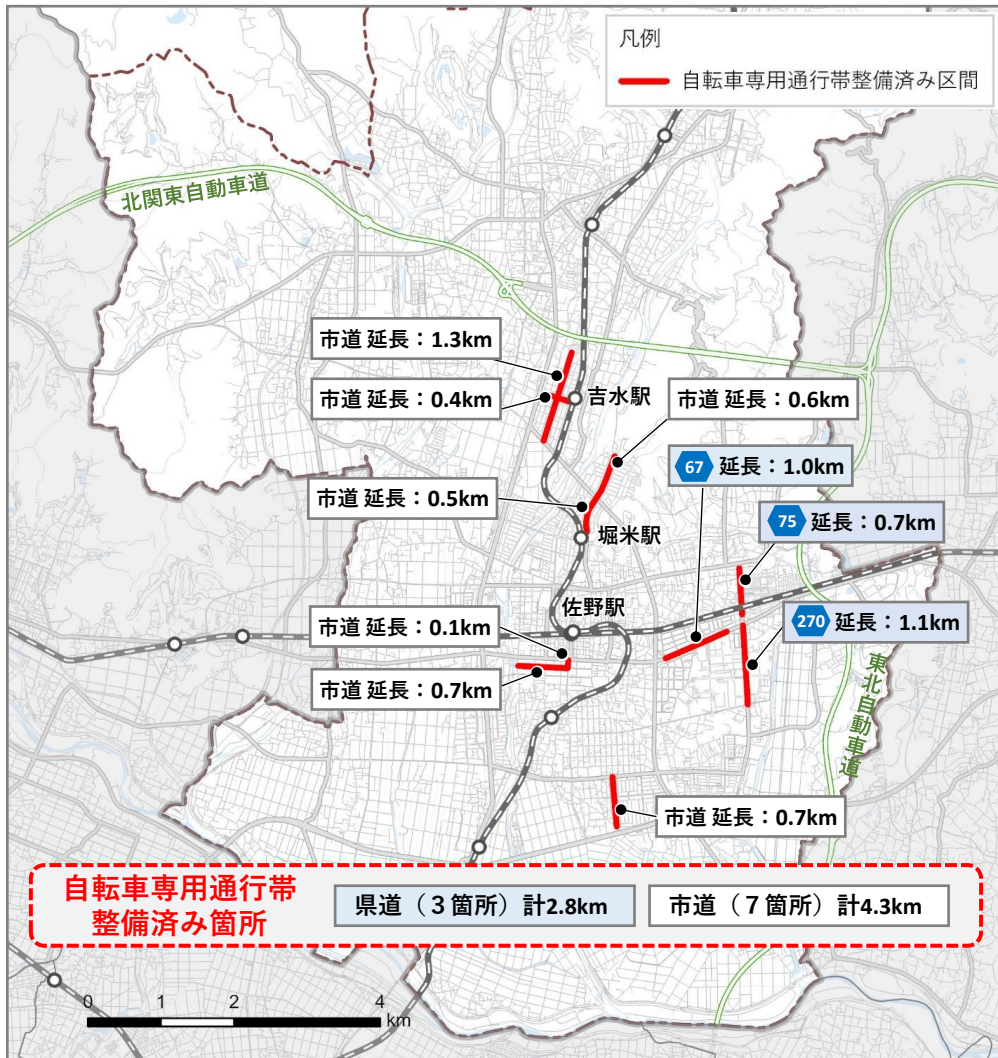 凡例
自転車専用通行帯整備済み区間
北関東自動車道
市道 延長：1.3km
市道 延長：0.4km
吉水駅
市道 延長：0.6km
67 延長：1.0km
市道 延長：0.5km
75 延長：0.7km
堀米駅
佐野駅
市道 延長：0.1km
270 延長：1.1km
市道 延長：0.7km
東北自動車道
市道 延長：0.7km
自転車専用通行帯
整備済み箇所
県道（３箇所）計2.8km
市道（７箇所）計4.3km
0 1 2 4
km